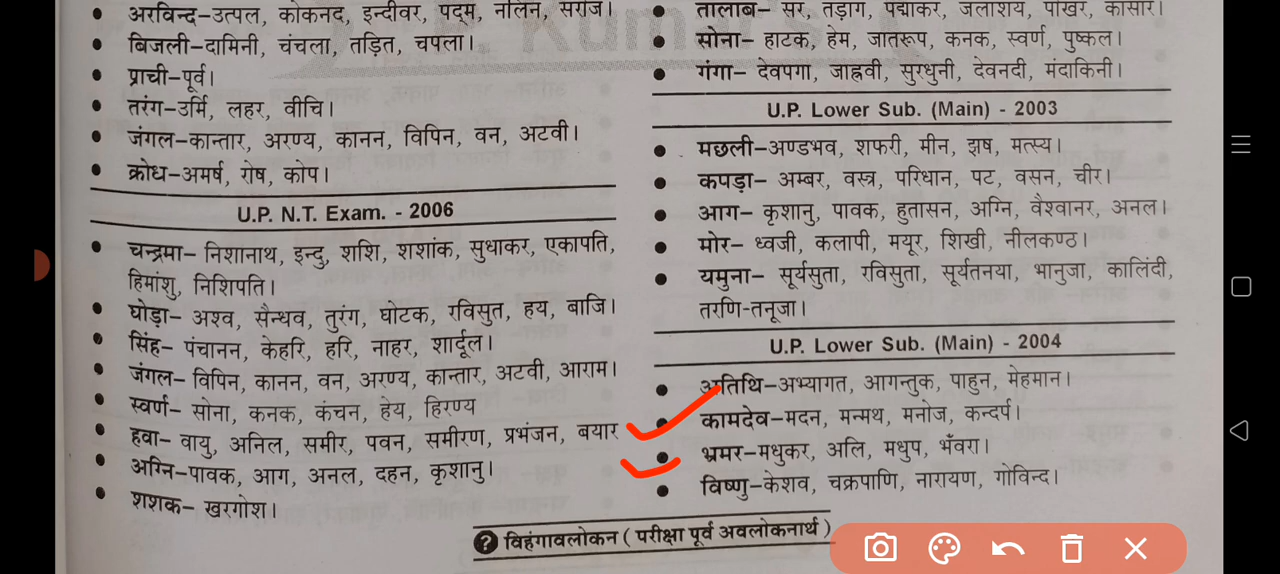 अरविन्द–उत्पल, कोकनद, इन्दीवर, पद्म, नलिन, सरोज।
बिजली–दामिनी, चंचला, तड़ित, चपला।
प्राची–पूर्व।
तरंग–उर्मि, लहर, वीचि।
जंगल–कान्तार, अरण्य, कानन, विपिन, वन, अटवी।
क्रोध–अमर्ष, रोष, कोप।
U.P. N.T. Exam. - 2006
चन्द्रमा– निशानाथ, इन्दु, शशि, शशांक, सुधाकर, एकापति,
हिमांशु, निशिपति।
घोड़ा– अश्व, सैन्धव, तुरंग, घोटक, रविसुत, हय, बाजि।
सिंह– पंचानन, केहरि, हरि, नाहर, शार्दूल।
जंगल– विपिन, कानन, वन, अरण्य, कान्तार, अटवी, आराम।
स्वर्ण– सोना, कनक, कंचन, हेय, हिरण्य
हवा– वायु, अनिल, समीर, पवन, समीरण, प्रभंजन, बयार
अग्नि–पावक, आग, अनल, दहन, कृशानु।
शशक– खरगोश।
तालाब– सर, तड़ाग, पद्माकर, जलाशय, पोखर, कासार।
सोना– हाटक, हेम, जातरूप, कनक, स्वर्ण, पुष्कल।
गंगा– देवपगा, जाह्नवी, सुरधुनी, देवनदी, मंदाकिनी।
U.P. Lower Sub. (Main) - 2003
मछली–अण्डभव, शफरी, मीन, झष, मत्स्य।
कपड़ा– अम्बर, वस्त्र, परिधान, पट, वसन, चीर।
आग– कृशानु, पावक, हुतासन, अग्नि, वैश्वानर, अनल।
मोर– ध्वजी, कलापी, मयूर, शिखी, नीलकण्ठ।
यमुना– सूर्यसुता, रविसुता, सूर्यतनया, भानुजा, कालिंदी,
तरणि-तनूजा।
U.P. Lower Sub. (Main) - 2004
अतिथि–अभ्यागत, आगन्तुक, पाहुन, मेहमान।
कामदेव–मदन, मन्मथ, मनोज, कन्दर्प।
भ्रमर–मधुकर, अलि, मधुप, भँवरा।
विष्णु–केशव, चक्रपाणि, नारायण, गोविन्द।
? विहंगावलोकन ( परीक्षा पूर्व अवलोकनार्थ )